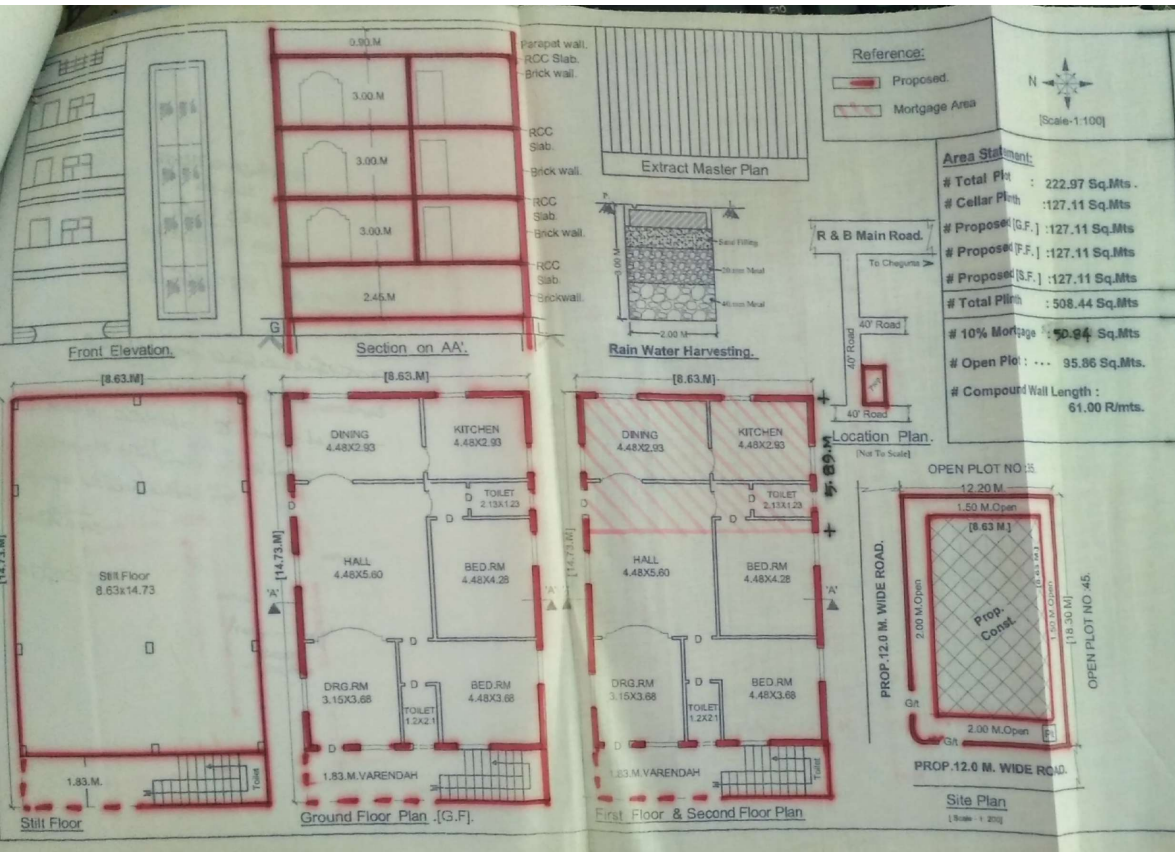 0.90.M
Parapat wall.
RCC Slab.
Brick wall.
3.00.M
RCC
Slab.
3.00.M
Brick wall.
RCC
Slab.
3.00.M
Brick wall.
RCC
Slab.
2.45.M
Brickwall.
G
L
Front Elevation.
Section on AA'.
Extract Master Plan
3.00 M
2.00 M
Rain Water Harvesting.
Reference:
Proposed.
Mortgage Area
N
[Scale-1:100]
R & B Main Road.
To Chegunta
40' Road
40' Road
40' Road
Location Plan.
[Not To Scale]
Area Statement:
# Total Plot : 222.97 Sq.Mts .
# Cellar Plinth :127.11 Sq.Mts
# Proposed [G.F.] :127.11 Sq.Mts
# Proposed [F.F.] :127.11 Sq.Mts
# Proposed [S.F.] :127.11 Sq.Mts
# Total Plinth : 508.44 Sq.Mts
# 10% Mortgage : 50.84 Sq.Mts
# Open Plot : --- 95.86 Sq.Mts.
# Compound Wall Length :
61.00 R/mts.
[8.63.M]
[14.73.M]
Stilt Floor
8.63x14.73
1.83.M.
Toilet
Stilt Floor
[8.63.M]
DINING
4.48X2.93
KITCHEN
4.48X2.93
D
D
TOILET
2.13X1.23
D
[14.73.M]
HALL
4.48X5.60
BED.RM
4.48X4.28
'A'
'A'
D
DRG.RM
3.15X3.68
D
TOILET
1.2X2.1
BED.RM
4.48X3.68
D
1.83.M.VARENDAH
Ground Floor Plan .[G.F].
[8.63.M]
DINING
4.48X2.93
KITCHEN
4.48X2.93
5.89.M
D
D
TOILET
2.13X1.23
D
[14.73.M]
HALL
4.48X5.60
BED.RM
4.48X4.28
'A'
D
DRG.RM
3.15X3.68
D
TOILET
1.2X2.1
BED.RM
4.48X3.68
D
1.83.M.VARENDAH
Toilet
First Floor & Second Floor Plan
12.20 M.
1.50 M.Open
[8.63 M.]
PROP.12.0 M. WIDE ROAD.
2.00 M.Open
Prop.
Const.
1.50 M.Open
[18.30 M]
OPEN PLOT NO :45.
G/t
2.00 M.Open
G/t
PROP.12.0 M. WIDE ROAD.
Site Plan